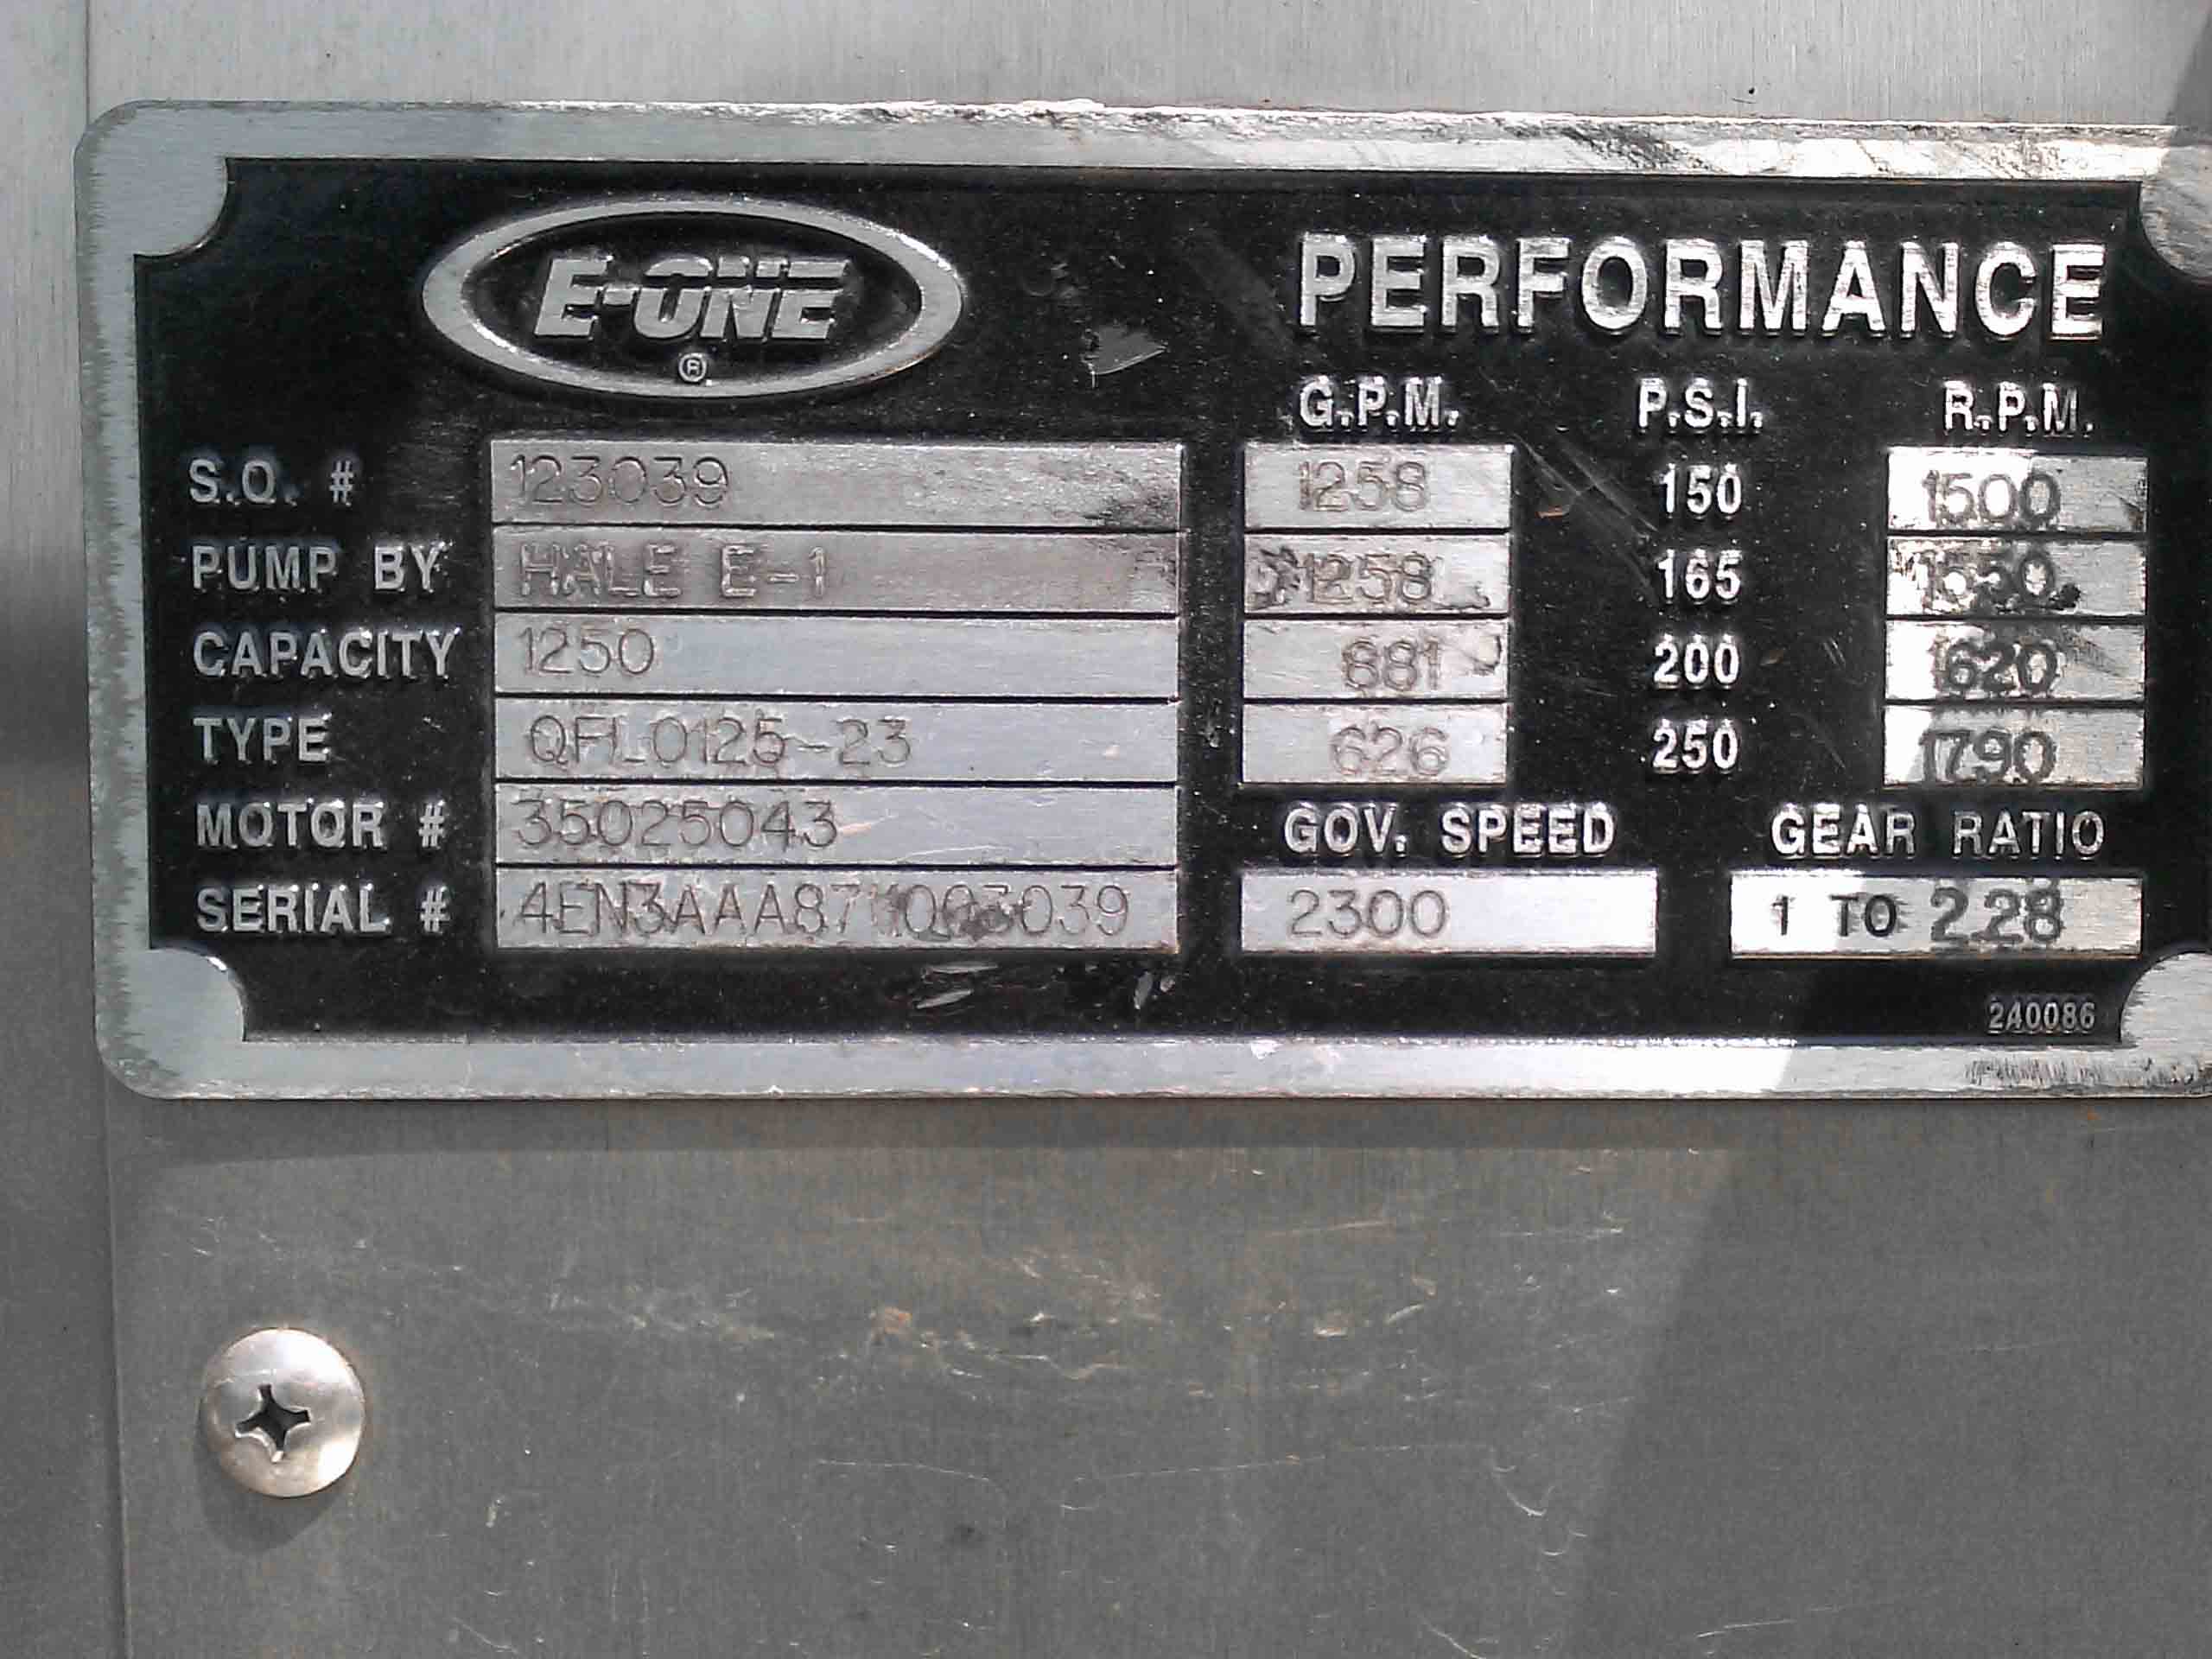 E-ONE
®
PERFORMANCE
G.P.M. P.S.I. R.P.M.
S.O. # 123039 1258 150 1500
PUMP BY HALE E-1 1258 165 1550
CAPACITY 1250 881 200 1620
TYPE QFLO125-23 626 250 1790
MOTOR # 35025043 GOV. SPEED GEAR RATIO
SERIAL # 2300 1 TO 2.28
240086